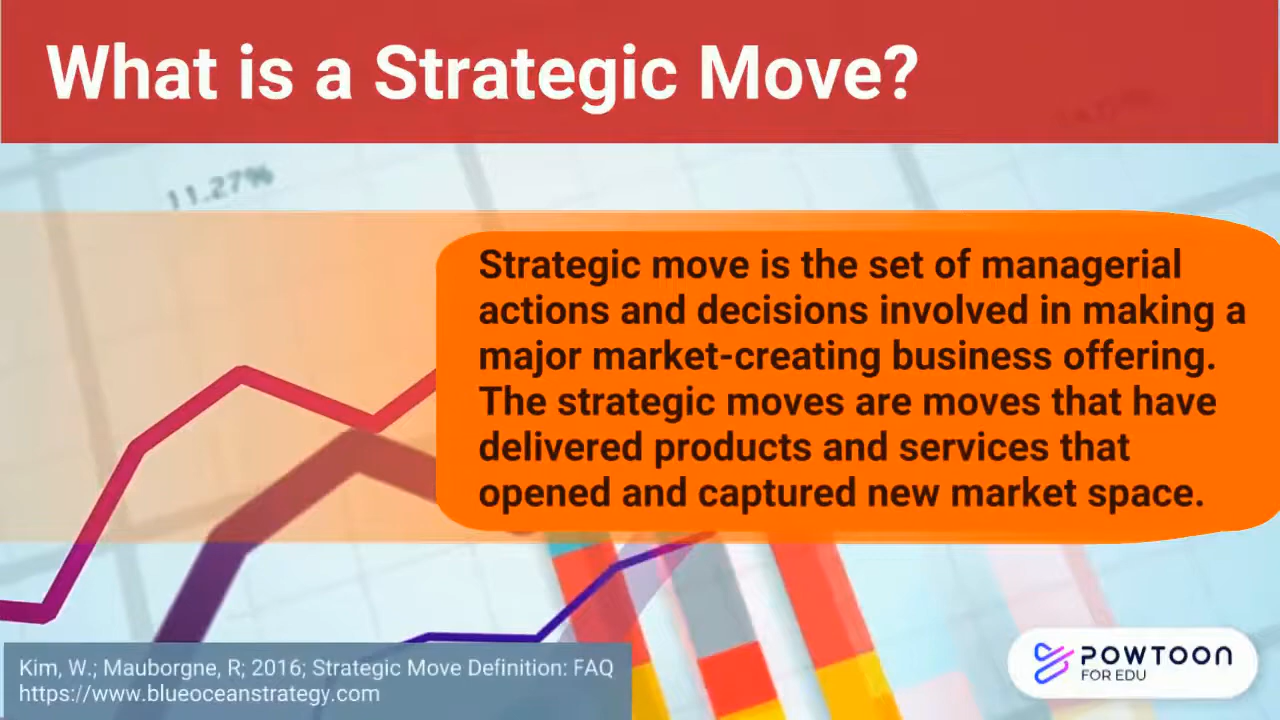 What is a Strategic Move?
11.27%
Strategic move is the set of managerial
actions and decisions involved in making a
major market-creating business offering.
The strategic moves are moves that have
delivered products and services that
opened and captured new market space.
Kim, W.; Mauborgne, R; 2016; Strategic Move Definition: FAQ
https://www.blueoceanstrategy.com
POWTOON
FOR EDU